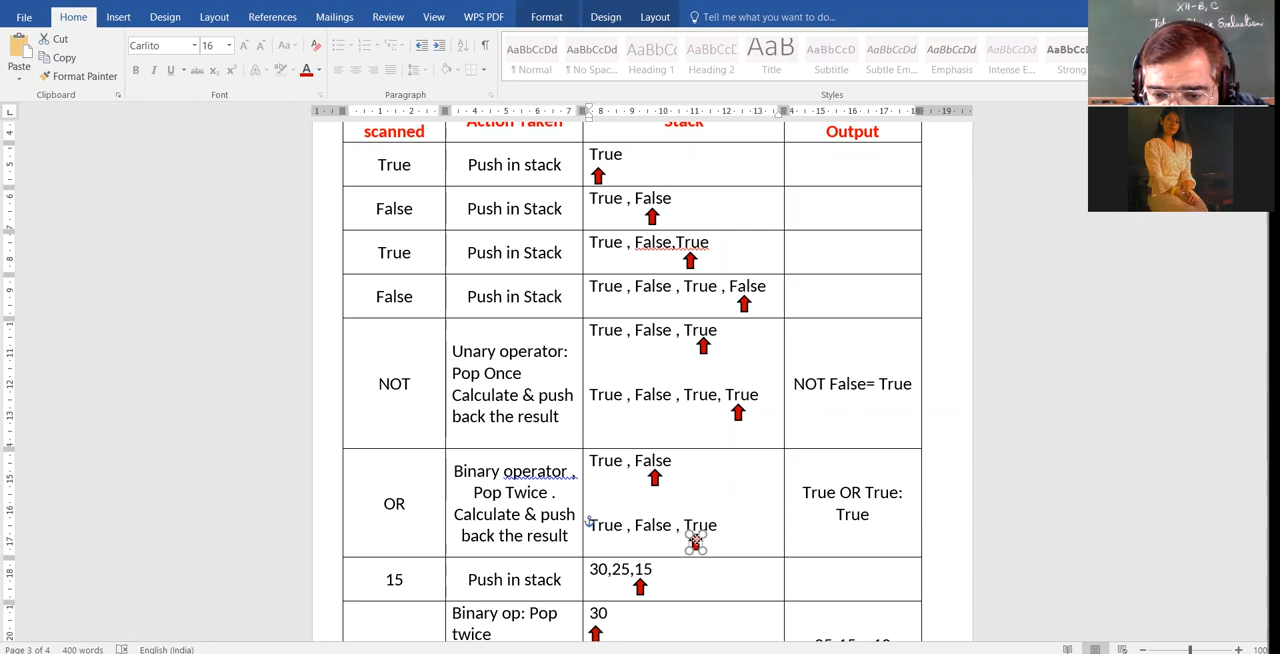 File Home Insert Design Layout References Mailings Review View WPS PDF Format Design Layout Tell me what you want to do...
Paste
Cut
Copy
Format Painter
Clipboard
Carlito 16
Font
Paragraph
AaBbCcDd AaBbCcDd AaBbC AaBbCcE AaB AaBbCcDd AaBbCcDd AaBbCcDd AaBbCcDd AaBbCcDd
¶ Normal ¶ No Spac... Heading 1 Heading 2 Title Subtitle Subtle Em... Emphasis Intense E... Strong
Styles
XII-B, C
Evaluation
scanned Action Taken Stack Output
True Push in stack True
False Push in Stack True , False
True Push in Stack True , False,True
False Push in Stack True , False , True , False
NOT
Unary operator:
Pop Once
Calculate & push
back the result
True , False , True
True , False , True, True
NOT False= True
OR
Binary operator ,
Pop Twice .
Calculate & push
back the result
True , False
True , False , True
True OR True:
True
15 Push in stack 30,25,15
Binary op: Pop
twice
30
Page 3 of 4 400 words English (India) 100